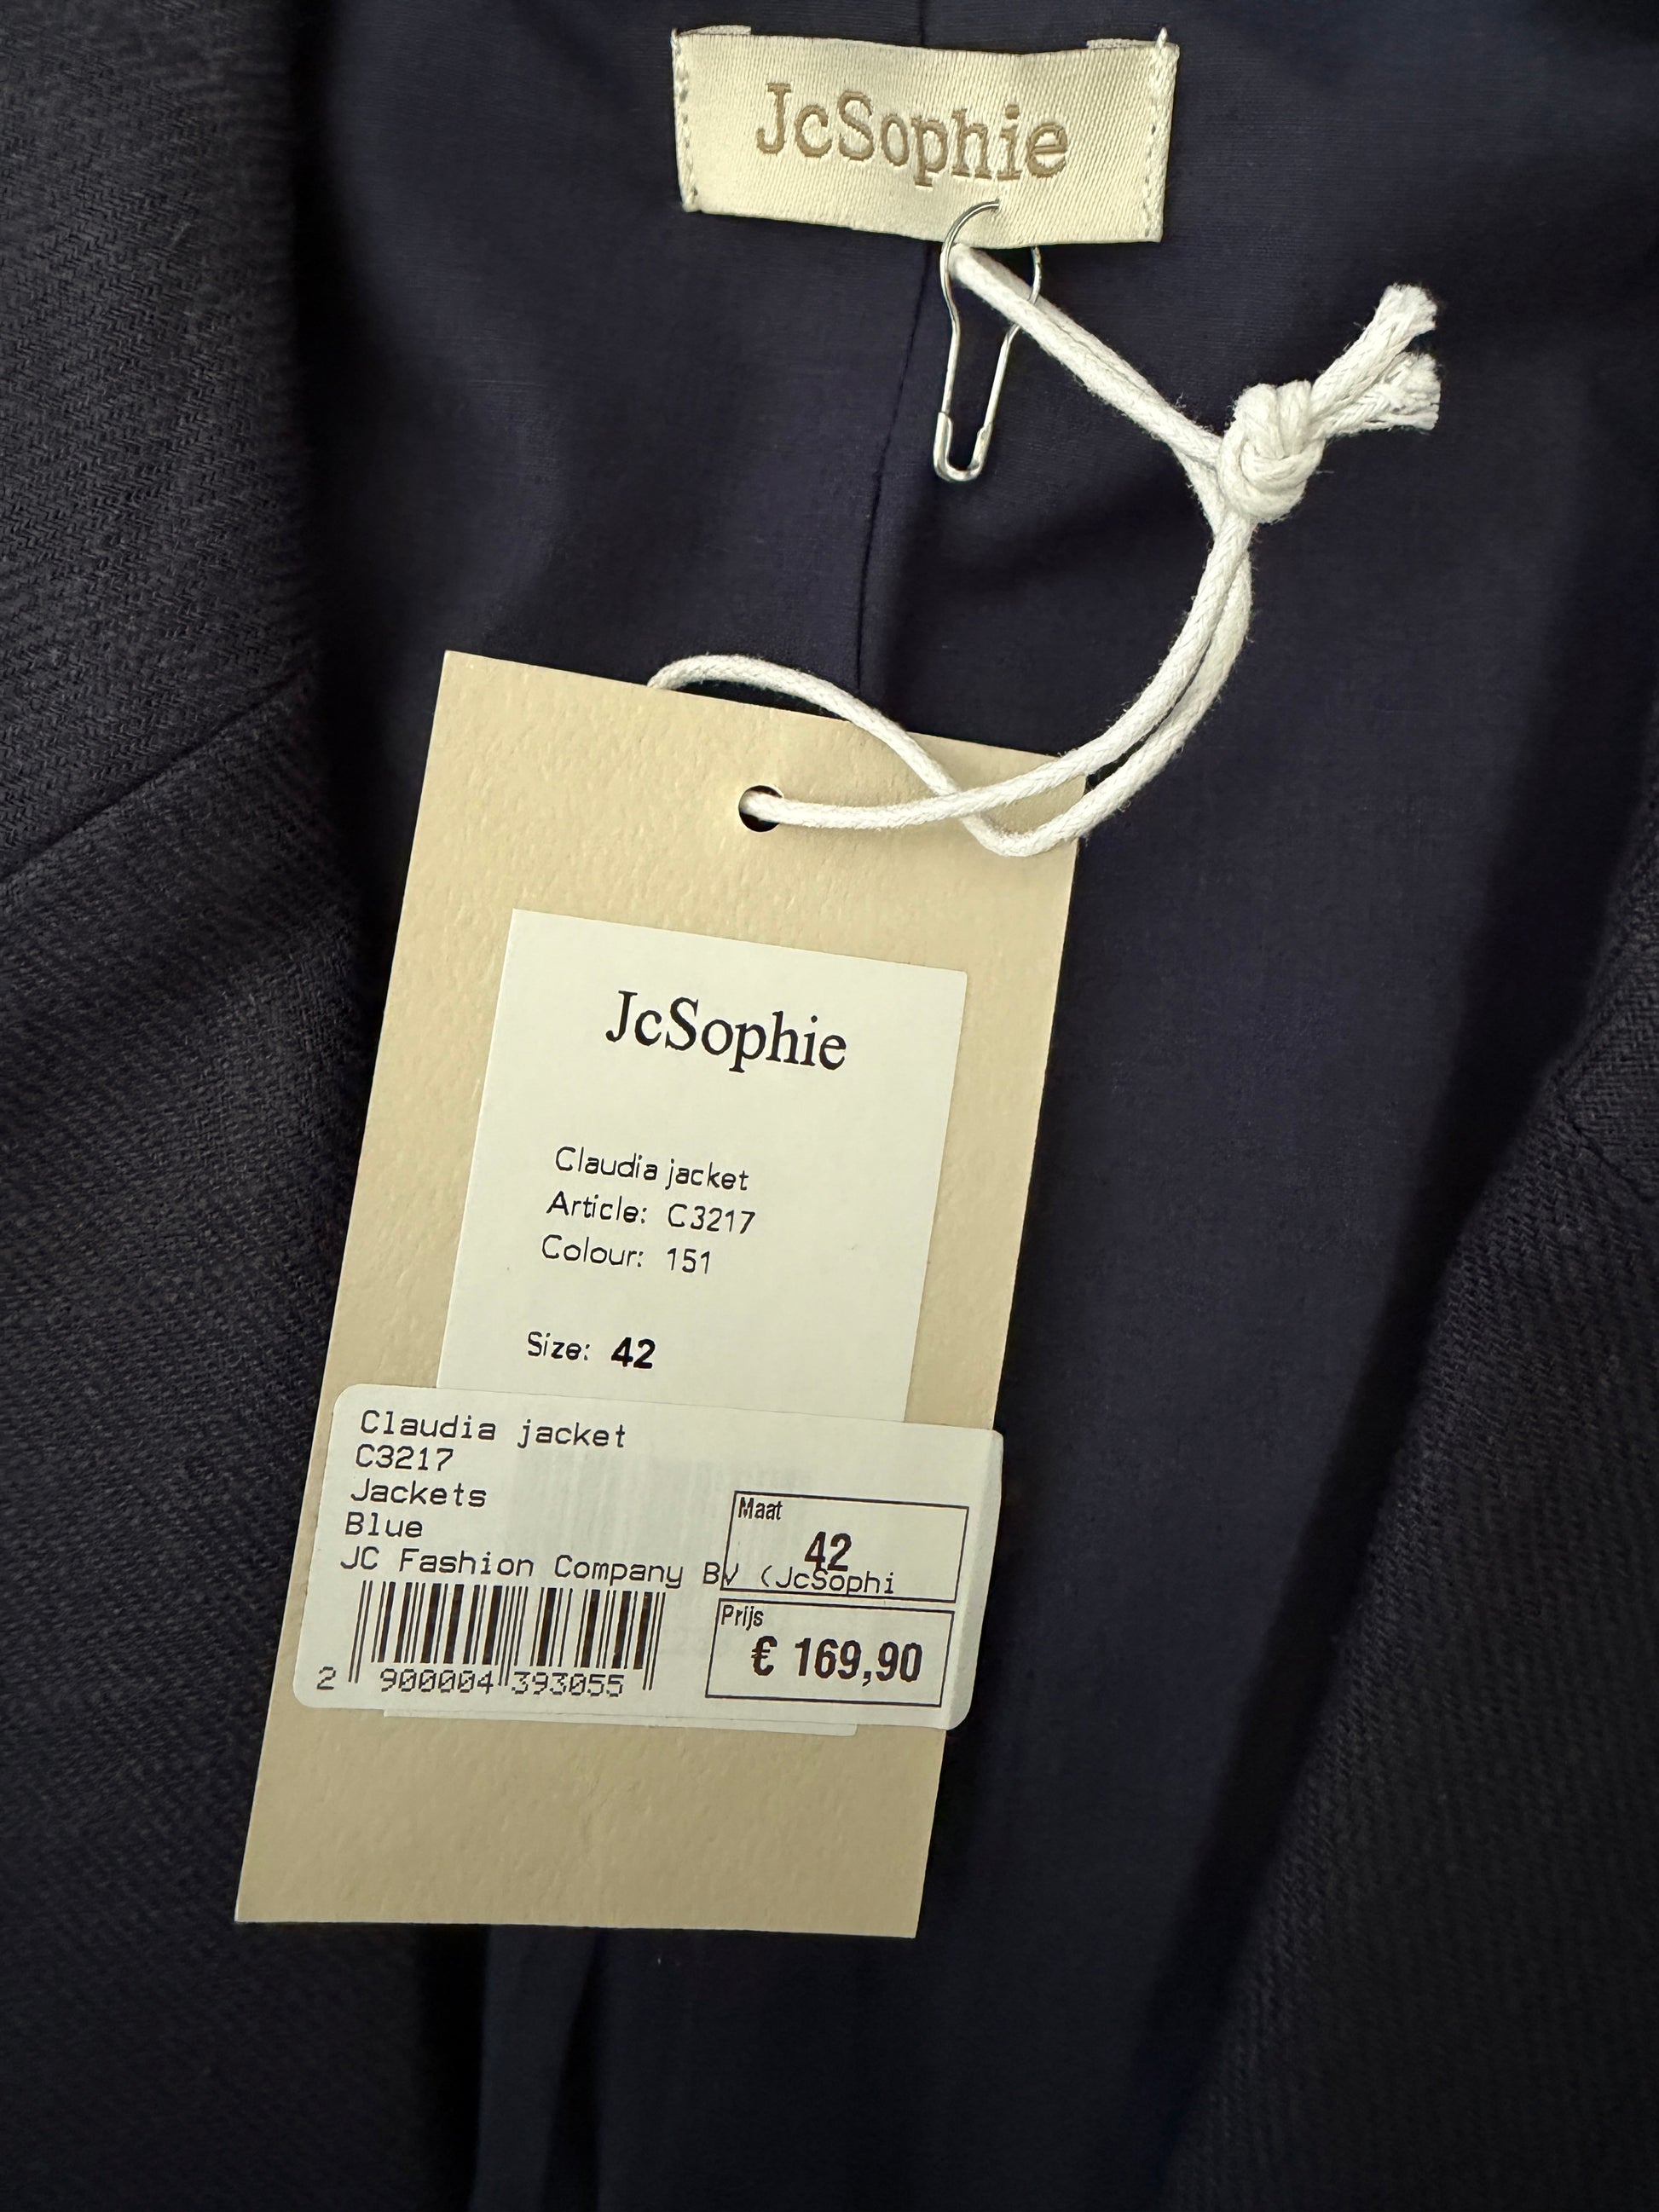 JcSophie
JcSophie
Claudia jacket
Article: C3217
Colour: 151
Size: 42
Claudia jacket
C3217
Jackets
Blue
JC Fashion Company BV (JcSophi
Maat
42
Prijs
€ 169,90
2 900004 393055